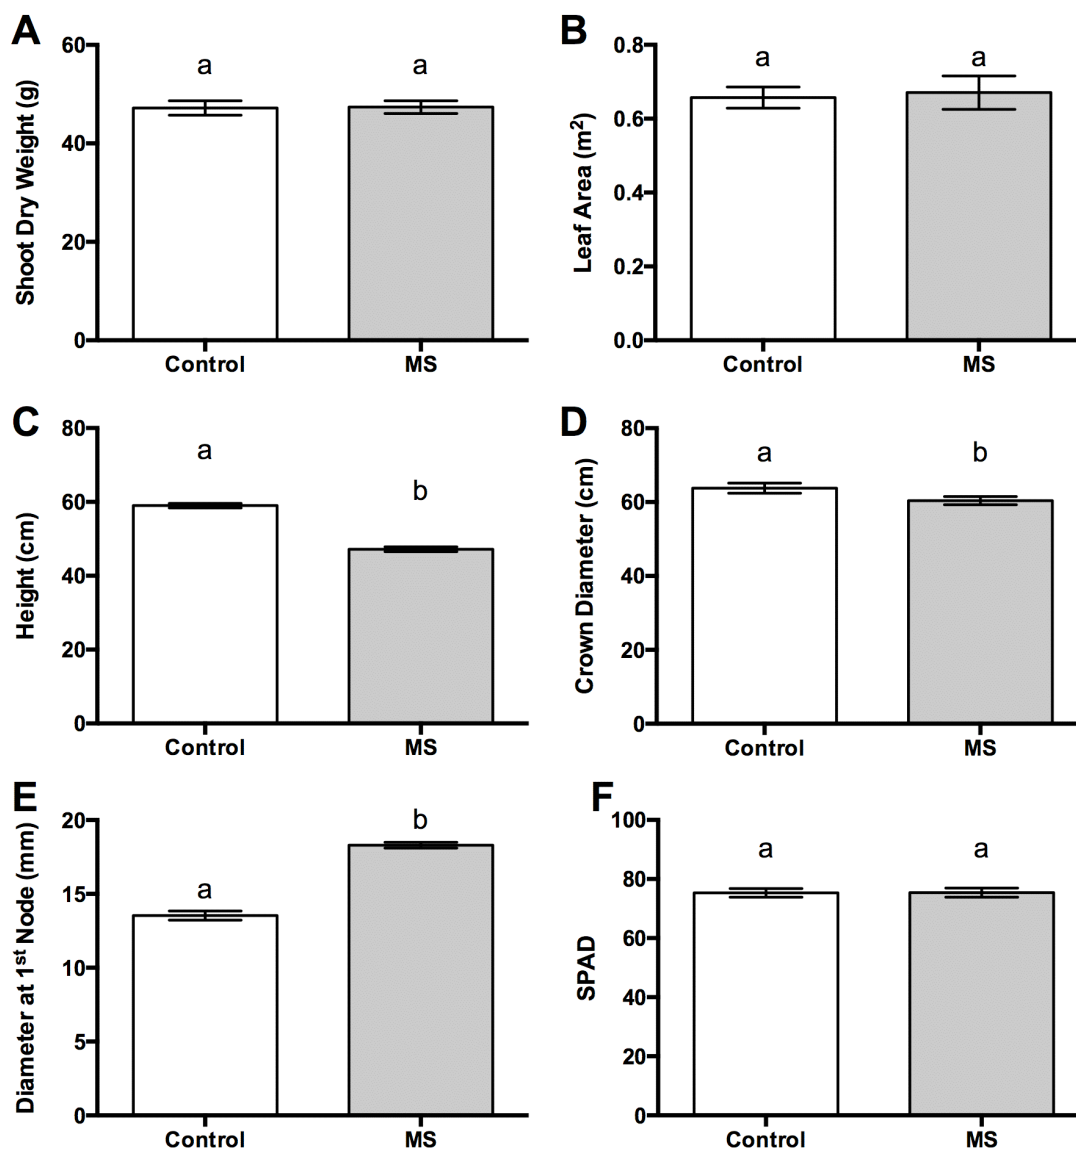 A
Shoot Dry Weight (g)
60
40
20
0
a
a
Control
MS
B
Leaf Area (m²)
0.8
0.6
0.4
0.2
0.0
a
a
Control
MS
C
Height (cm)
80
60
40
20
0
a
b
Control
MS
D
Crown Diameter (cm)
80
60
40
20
0
a
b
Control
MS
E
Diameter at 1st Node (mm)
20
15
10
5
0
a
b
Control
MS
F
SPAD
100
80
60
40
20
0
a
a
Control
MS